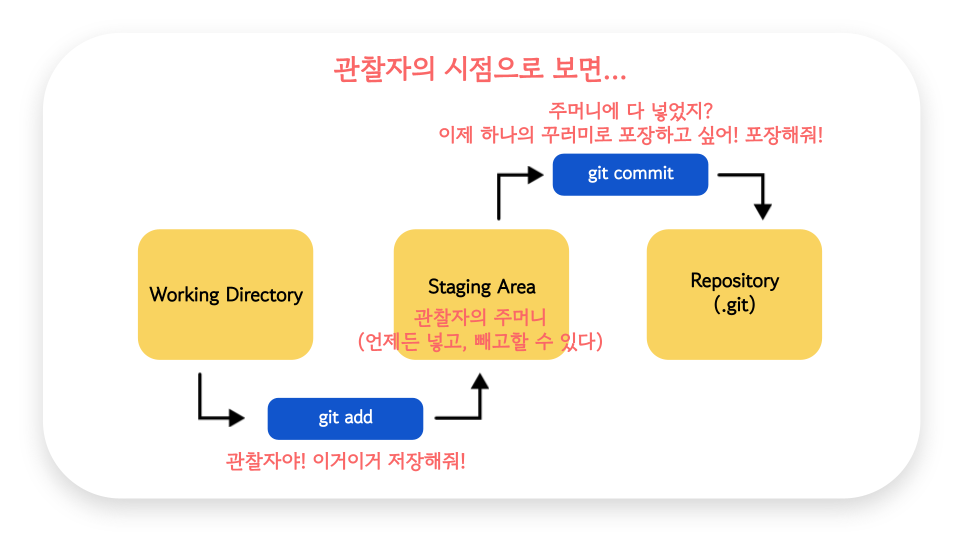 관찰자의 시점으로 보면...
주머니에 다 넣었지?
이제 하나의 꾸러미로 포장하고 싶어! 포장해줘!
git commit
Working Directory
Staging Area
관찰자의 주머니
(언제든 넣고, 빼고할 수 있다)
Repository
(.git)
git add
관찰자야! 이거이거 저장해줘!